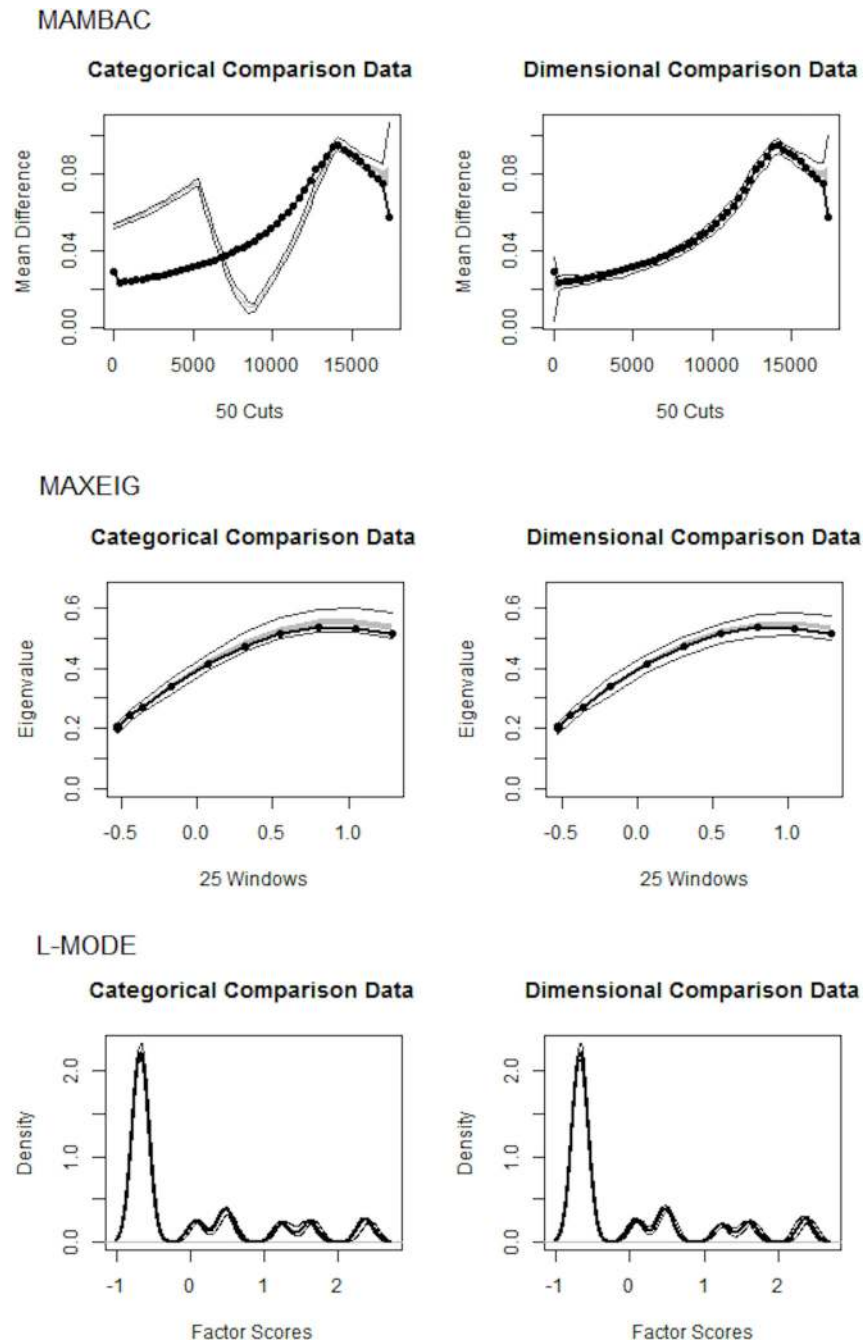 MAMBAC
Categorical Comparison Data
Dimensional Comparison Data
Mean Difference
0.00 0.04 0.08
0 5000 10000 15000
50 Cuts
Mean Difference
0.00 0.04 0.08
0 5000 10000 15000
50 Cuts
MAXEIG
Categorical Comparison Data
Dimensional Comparison Data
Eigenvalue
0.0 0.2 0.4 0.6
-0.5 0.0 0.5 1.0
25 Windows
Eigenvalue
0.0 0.2 0.4 0.6
-0.5 0.0 0.5 1.0
25 Windows
L-MODE
Categorical Comparison Data
Dimensional Comparison Data
Density
0.0 1.0 2.0
-1 0 1 2
Factor Scores
Density
0.0 1.0 2.0
-1 0 1 2
Factor Scores